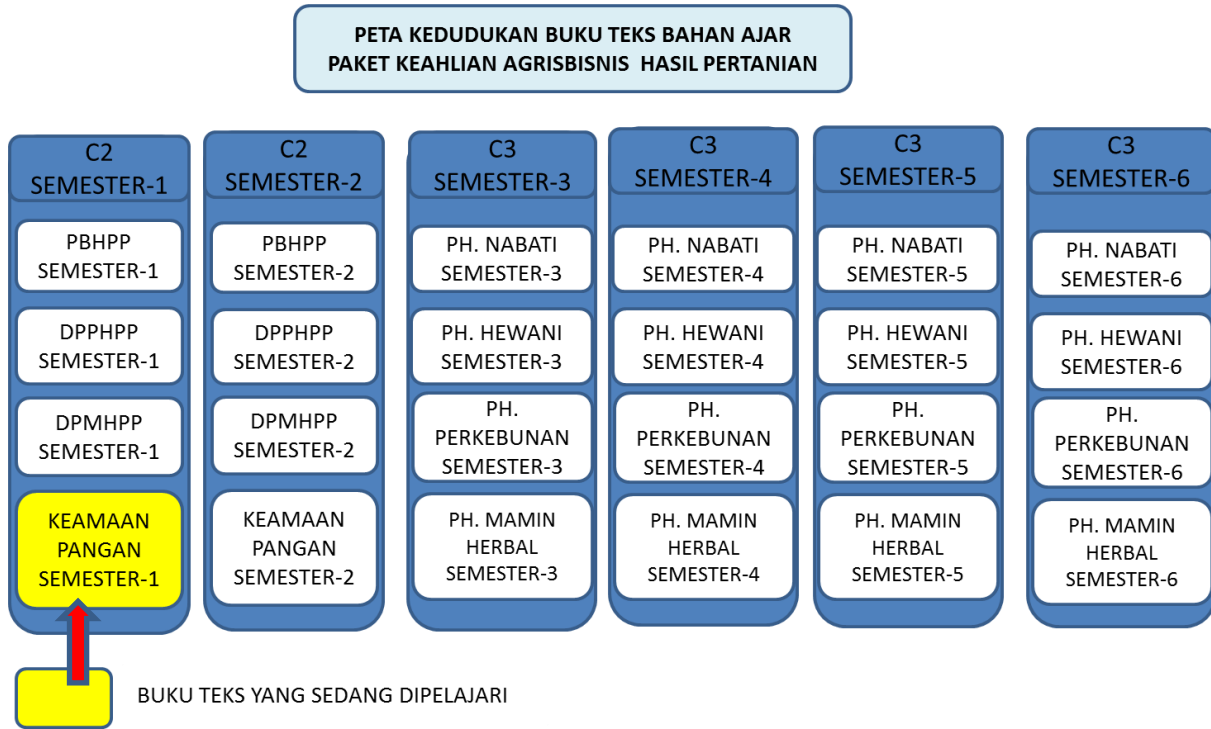 PETA KEDUDUKAN BUKU TEKS BAHAN AJAR
PAKET KEAHLIAN AGRISBISNIS HASIL PERTANIAN
C2
SEMESTER-1
PBHPP
SEMESTER-1
DPPHPP
SEMESTER-1
DPMHPP
SEMESTER-1
KEAMAAN
PANGAN
SEMESTER-1
C2
SEMESTER-2
PBHPP
SEMESTER-2
DPPHPP
SEMESTER-2
DPMHPP
SEMESTER-2
KEAMAAN
PANGAN
SEMESTER-2
C3
SEMESTER-3
PH. NABATI
SEMESTER-3
PH. HEWANI
SEMESTER-3
PH.
PERKEBUNAN
SEMESTER-3
PH. MAMIN
HERBAL
SEMESTER-3
C3
SEMESTER-4
PH. NABATI
SEMESTER-4
PH. HEWANI
SEMESTER-4
PH.
PERKEBUNAN
SEMESTER-4
PH. MAMIN
HERBAL
SEMESTER-4
C3
SEMESTER-5
PH. NABATI
SEMESTER-5
PH. HEWANI
SEMESTER-5
PH.
PERKEBUNAN
SEMESTER-5
PH. MAMIN
HERBAL
SEMESTER-5
C3
SEMESTER-6
PH. NABATI
SEMESTER-6
PH. HEWANI
SEMESTER-6
PH.
PERKEBUNAN
SEMESTER-6
PH. MAMIN
HERBAL
SEMESTER-6
BUKU TEKS YANG SEDANG DIPELAJARI